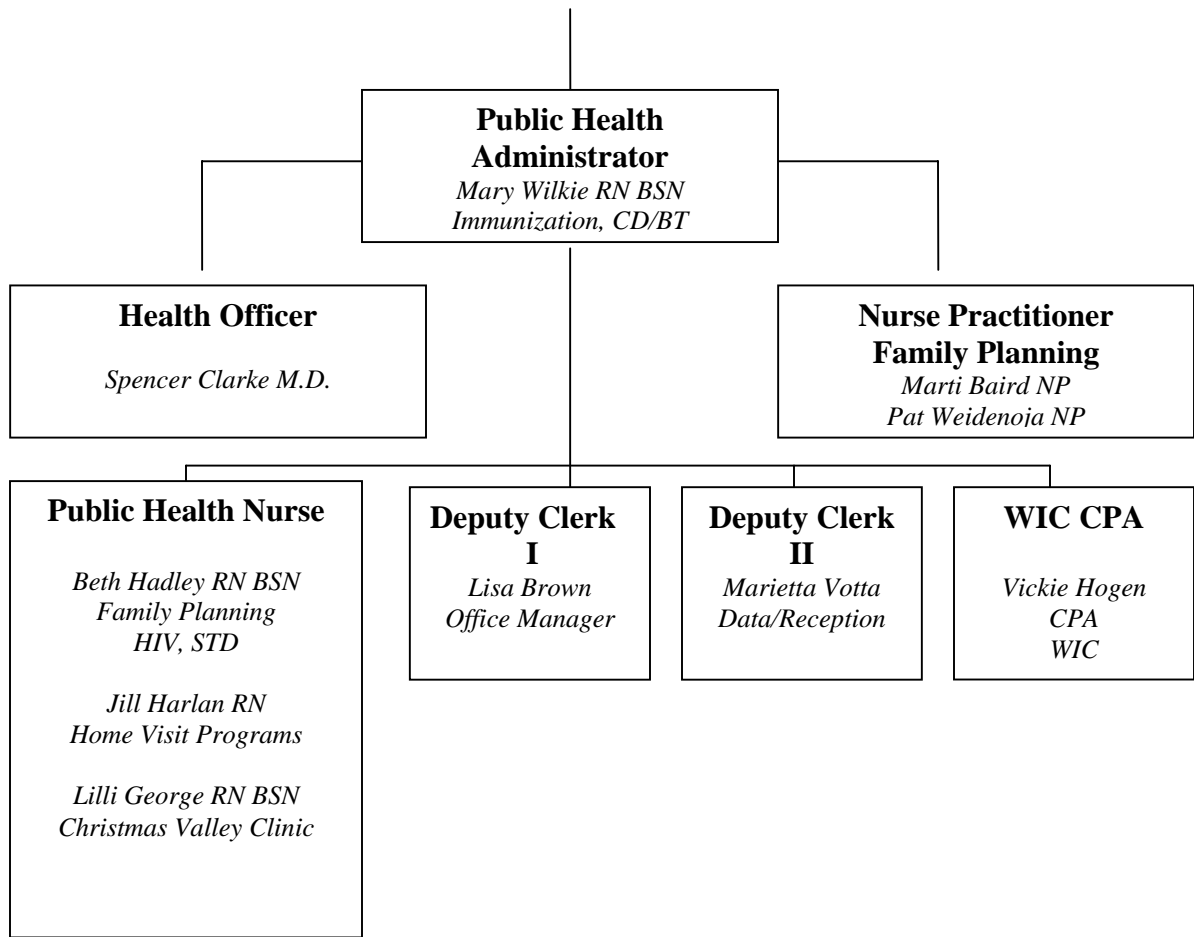 Public Health
Administrator
Mary Wilkie RN BSN
Immunization, CD/BT
Health Officer
Spencer Clarke M.D.
Nurse Practitioner
Family Planning
Marti Baird NP
Pat Weidenoja NP
Public Health Nurse
Beth Hadley RN BSN
Family Planning
HIV, STD
Jill Harlan RN
Home Visit Programs
Lilli George RN BSN
Christmas Valley Clinic
Deputy Clerk
I
Lisa Brown
Office Manager
Deputy Clerk
II
Marietta Votta
Data/Reception
WIC CPA
Vickie Hogen
CPA
WIC